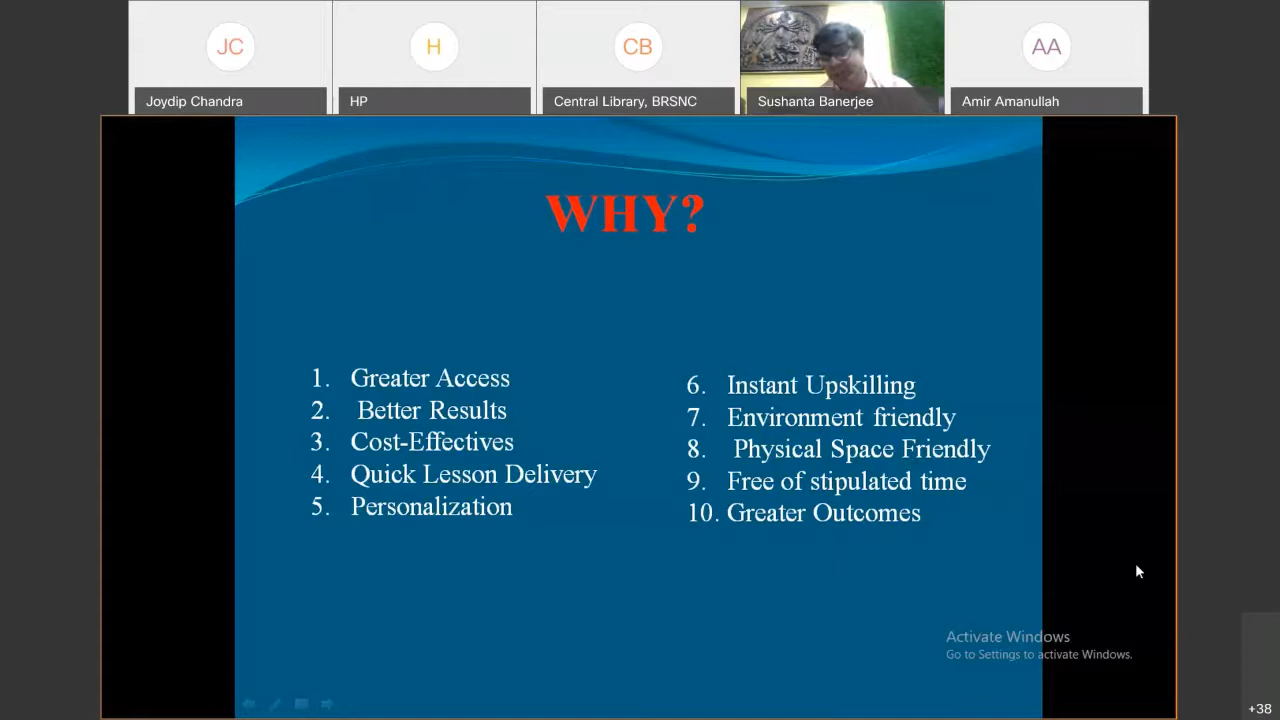 JC
H
CB
AA
Joydip Chandra
HP
Central Library, BRSNC
Sushanta Banerjee
Amir Amanullah
WHY?
1. Greater Access
2. Better Results
3. Cost-Effectives
4. Quick Lesson Delivery
5. Personalization
6. Instant Upskilling
7. Environment friendly
8. Physical Space Friendly
9. Free of stipulated time
10. Greater Outcomes
Activate Windows
Go to Settings to activate Windows.
+38